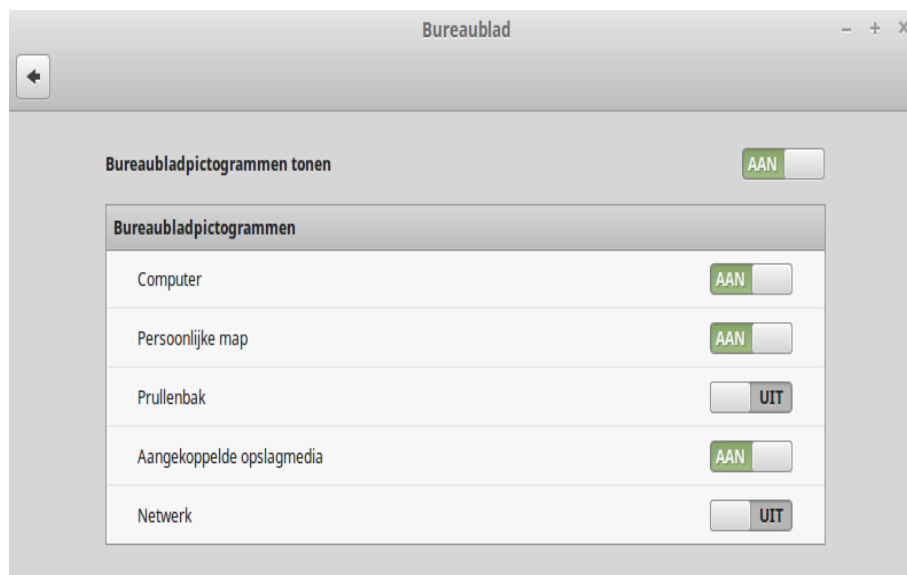 Bureaublad
Bureaubladpictogrammen tonen AAN
Bureaubladpictogrammen
Computer AAN
Persoonlijke map AAN
Prullenbak UIT
Aangekoppelde opslagmedia AAN
Netwerk UIT